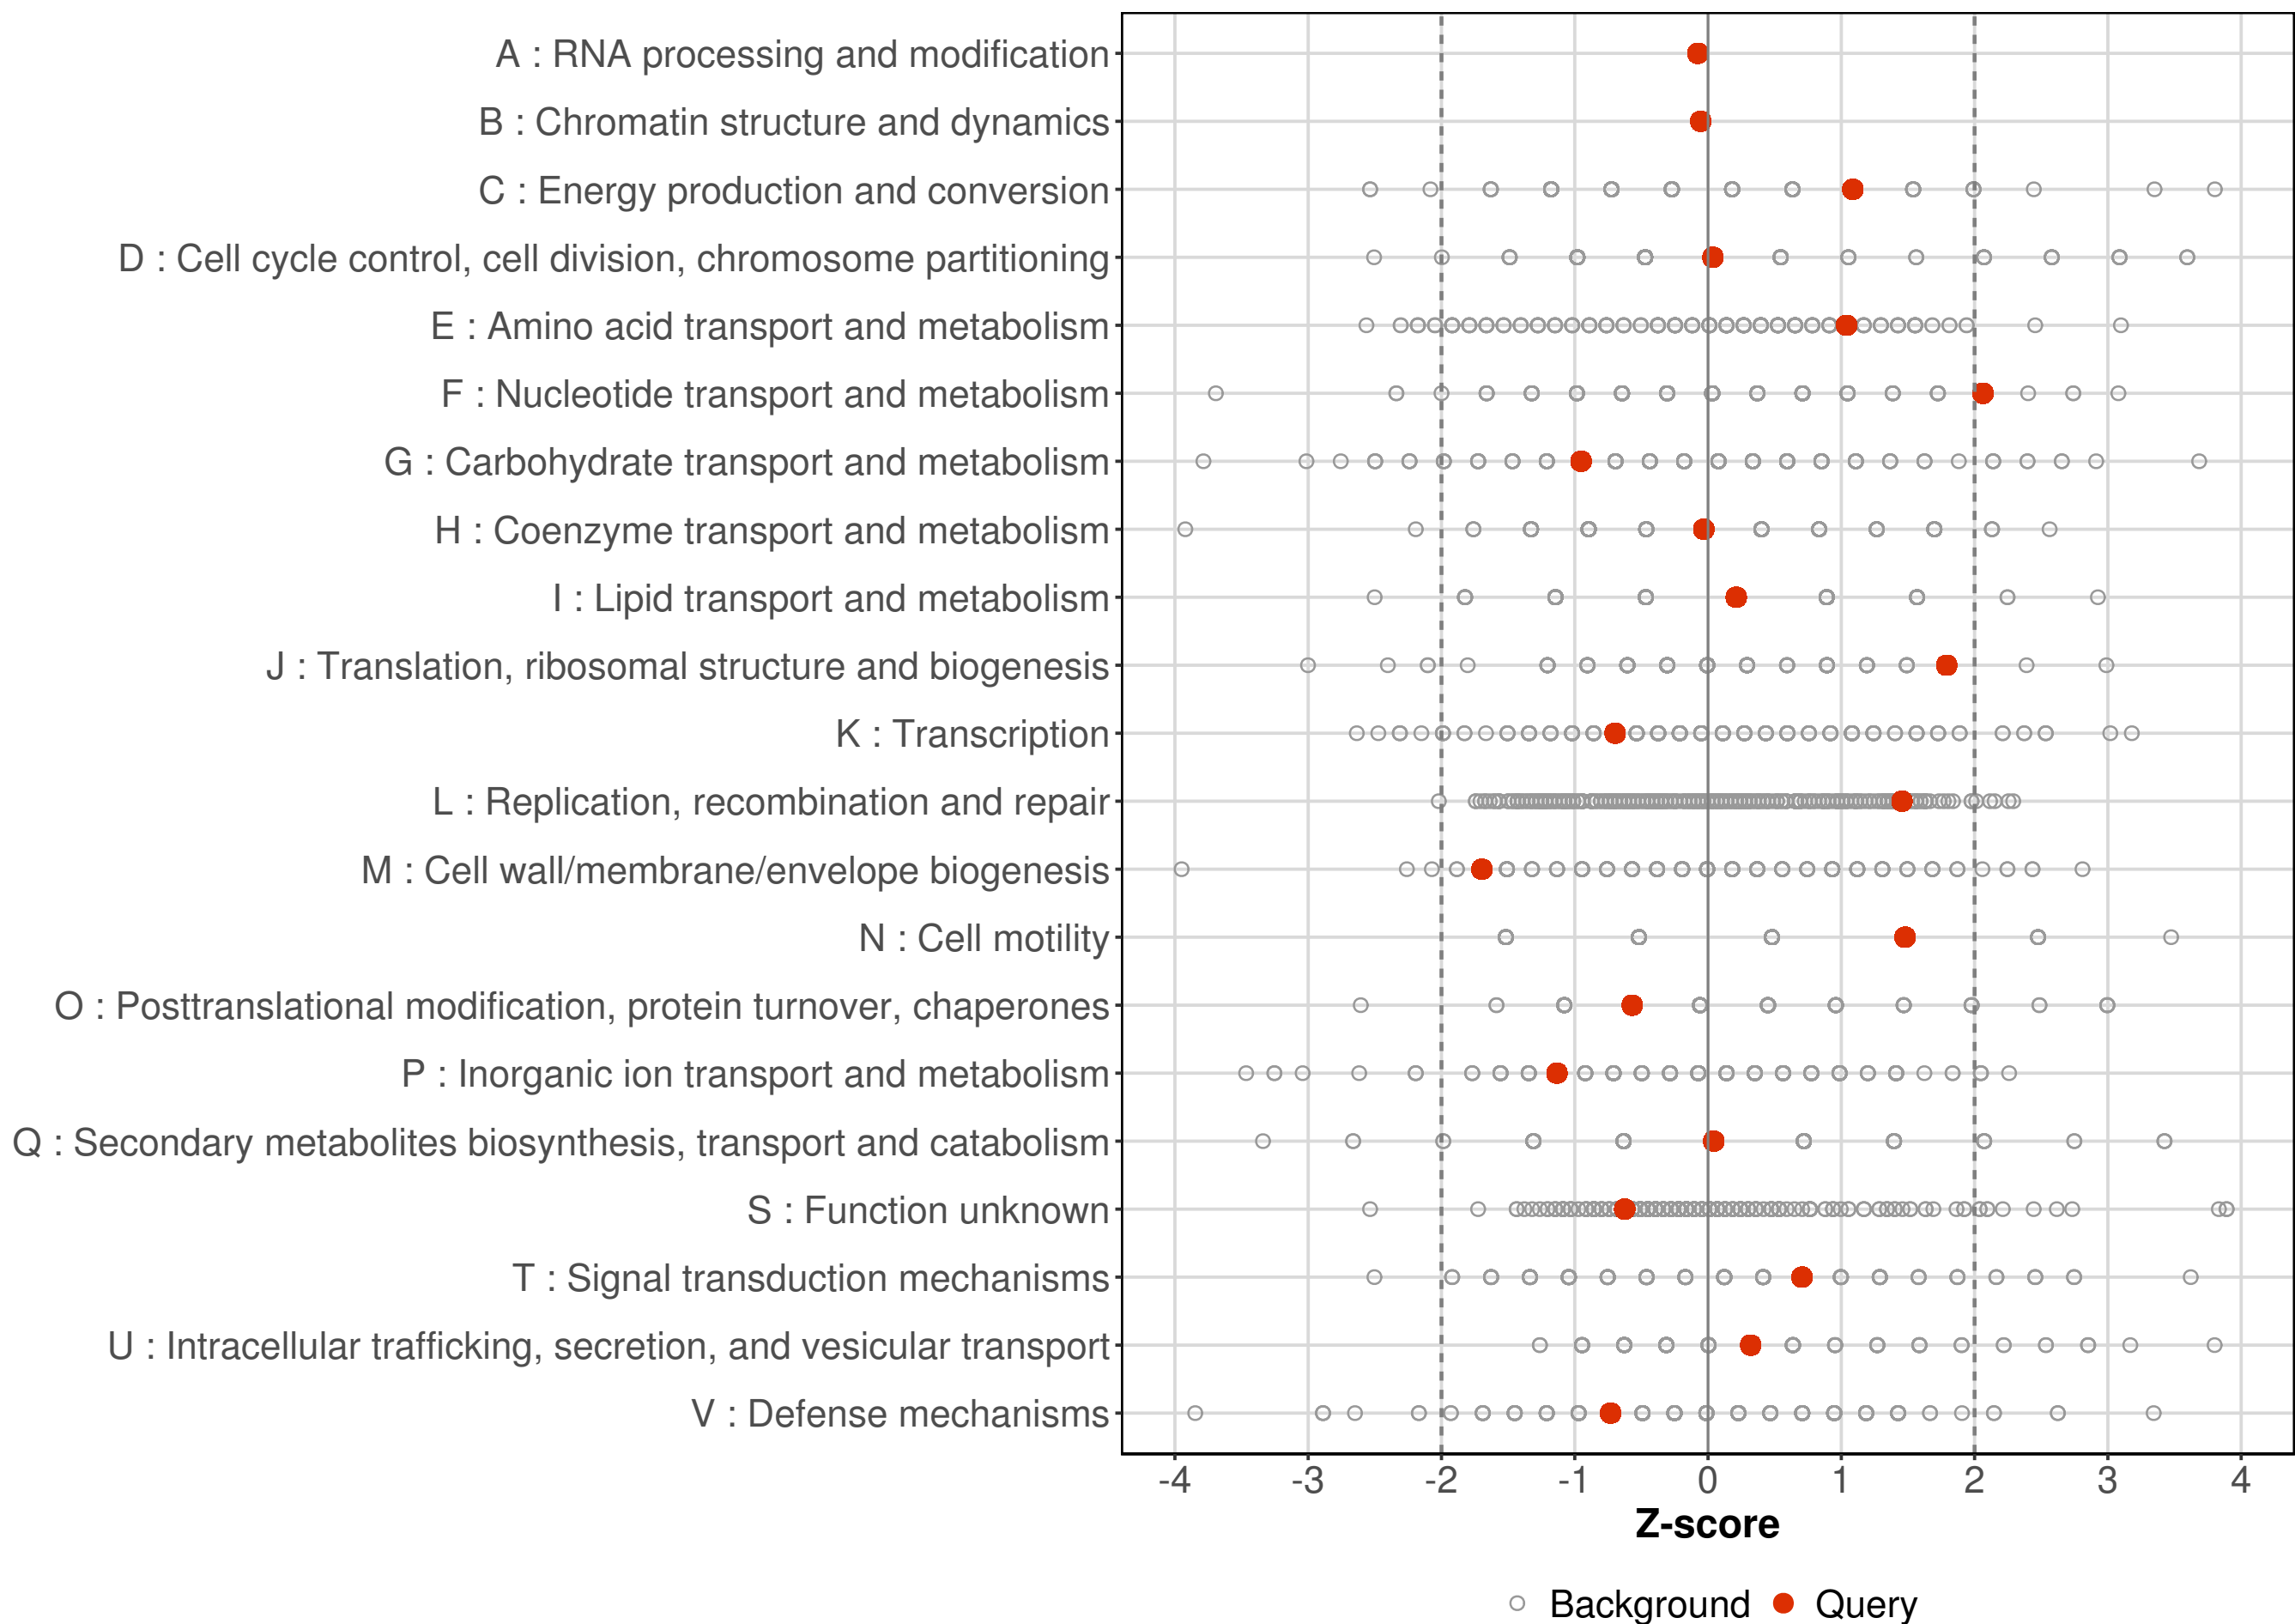 A : RNA processing and modification
B : Chromatin structure and dynamics
C : Energy production and conversion
D : Cell cycle control, cell division, chromosome partitioning
E : Amino acid transport and metabolism
F : Nucleotide transport and metabolism
G : Carbohydrate transport and metabolism
H : Coenzyme transport and metabolism
I : Lipid transport and metabolism
J : Translation, ribosomal structure and biogenesis
K : Transcription
L : Replication, recombination and repair
M : Cell wall/membrane/envelope biogenesis
N : Cell motility
O : Posttranslational modification, protein turnover, chaperones
P : Inorganic ion transport and metabolism
Q : Secondary metabolites biosynthesis, transport and catabolism
S : Function unknown
T : Signal transduction mechanisms
U : Intracellular trafficking, secretion, and vesicular transport
V : Defense mechanisms
-4 -3 -2 -1 0 1 2 3 4
Z-score
Background Query